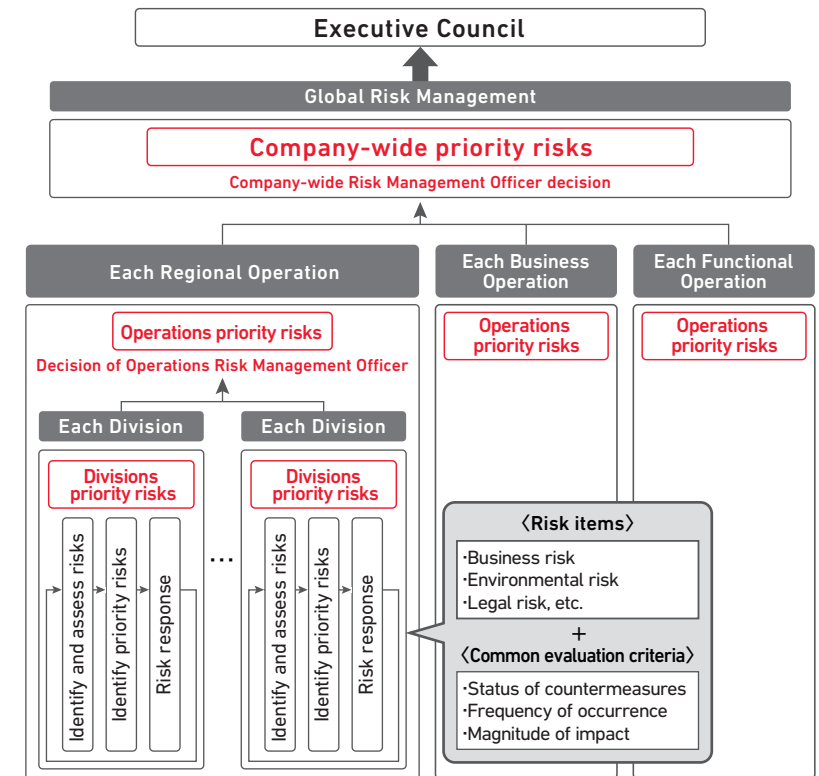 Executive Council
Global Risk Management
Company-wide priority risks
Company-wide Risk Management Officer decision
Each Regional Operation
Each Business
Operation
Each Functional
Operation
Operations priority risks
Decision of Operations Risk Management Officer
Operations
priority risks
Operations
priority risks
Each Division
Each Division
Divisions
priority risks
Identify and assess risks
Identify priority risks
Risk response
...
Divisions
priority risks
Identify and assess risks
Identify priority risks
Risk response
〈Risk items〉
·Business risk
·Environmental risk
·Legal risk, etc.
+
〈Common evaluation criteria〉
·Status of countermeasures
·Frequency of occurrence
·Magnitude of impact